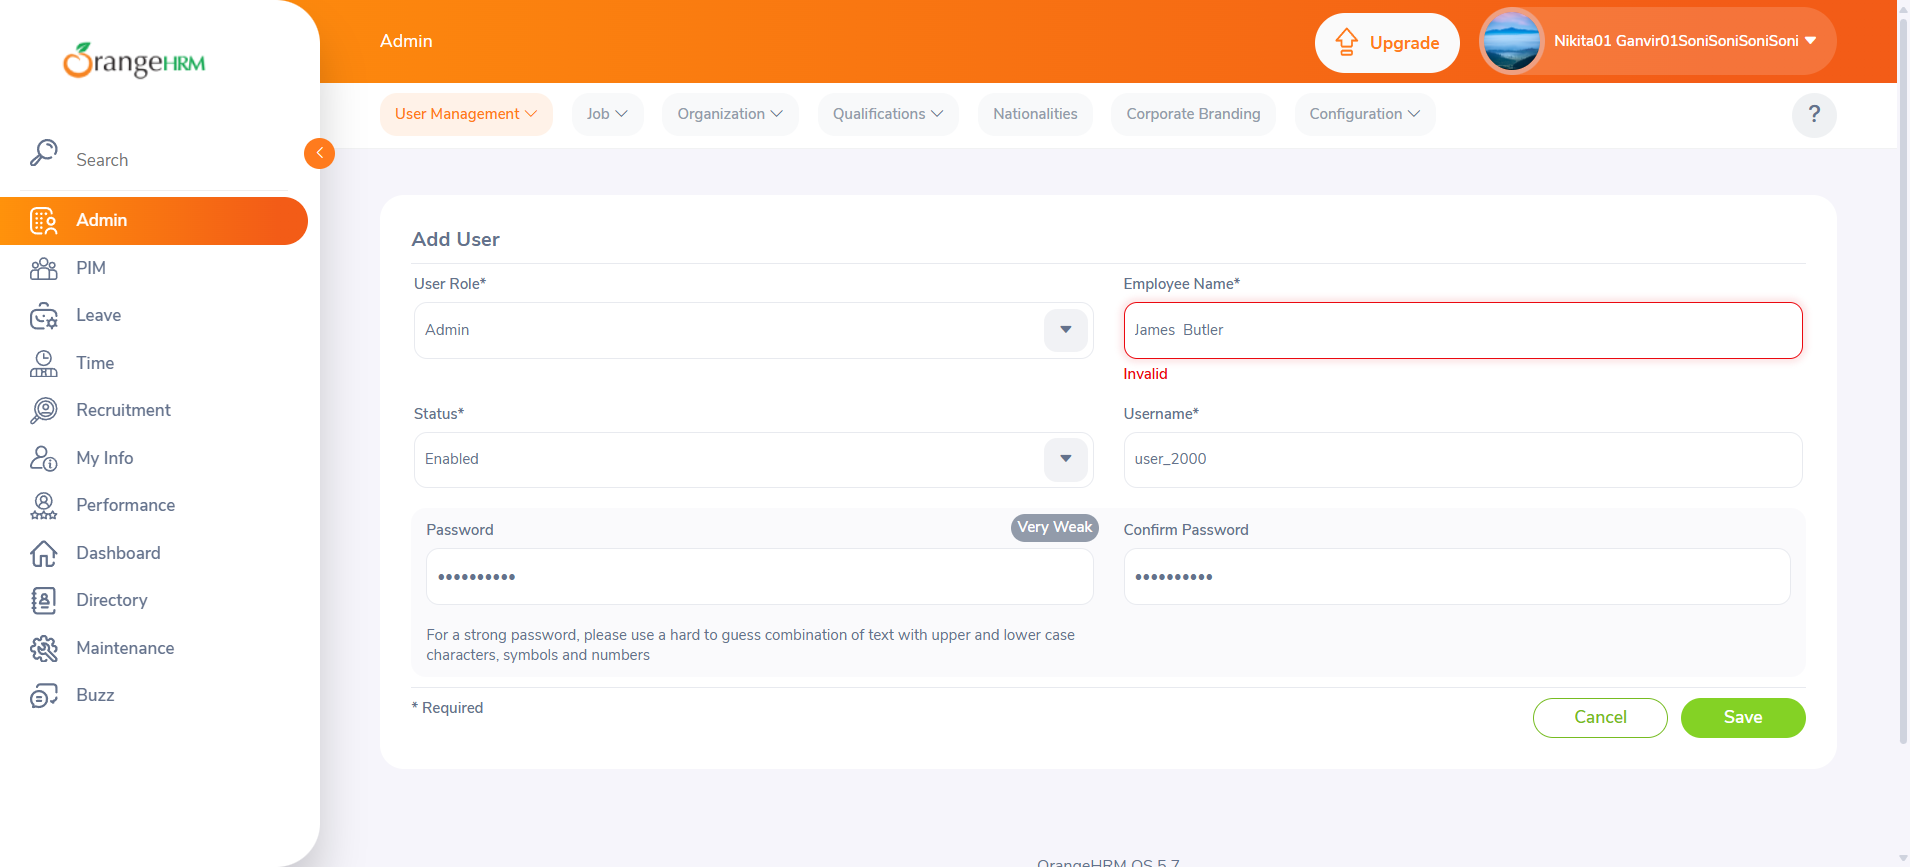 OrangeHRM
Search
Admin
PIM
Leave
Time
Recruitment
My Info
Performance
Dashboard
Directory
Maintenance
Buzz
Admin
Upgrade
Nikita01 Ganvir01SoniSoniSoniSoni
User Management
Job
Organization
Qualifications
Nationalities
Corporate Branding
Configuration
?
Add User
User Role*
Admin
Employee Name*
James  Butler
Invalid
Status*
Enabled
Username*
user_2000
Password
Very Weak
••••••••••
Confirm Password
••••••••••
For a strong password, please use a hard to guess combination of text with upper and lower case
characters, symbols and numbers
* Required
Cancel
Save
OrangeHRM OS 5.7